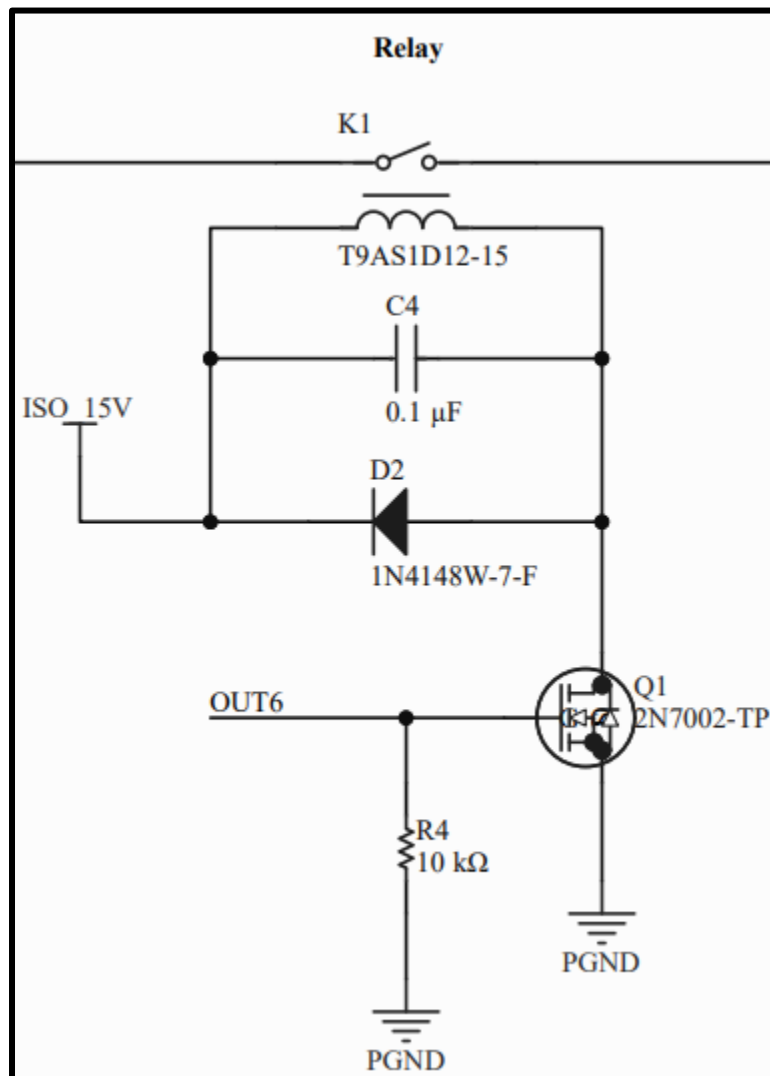 Relay
K1
T9AS1D12-15
C4
0.1 µF
ISO_15V
D2
1N4148W-7-F
OUT6
Q1
2N7002-TP
R4
10 kΩ
PGND
PGND